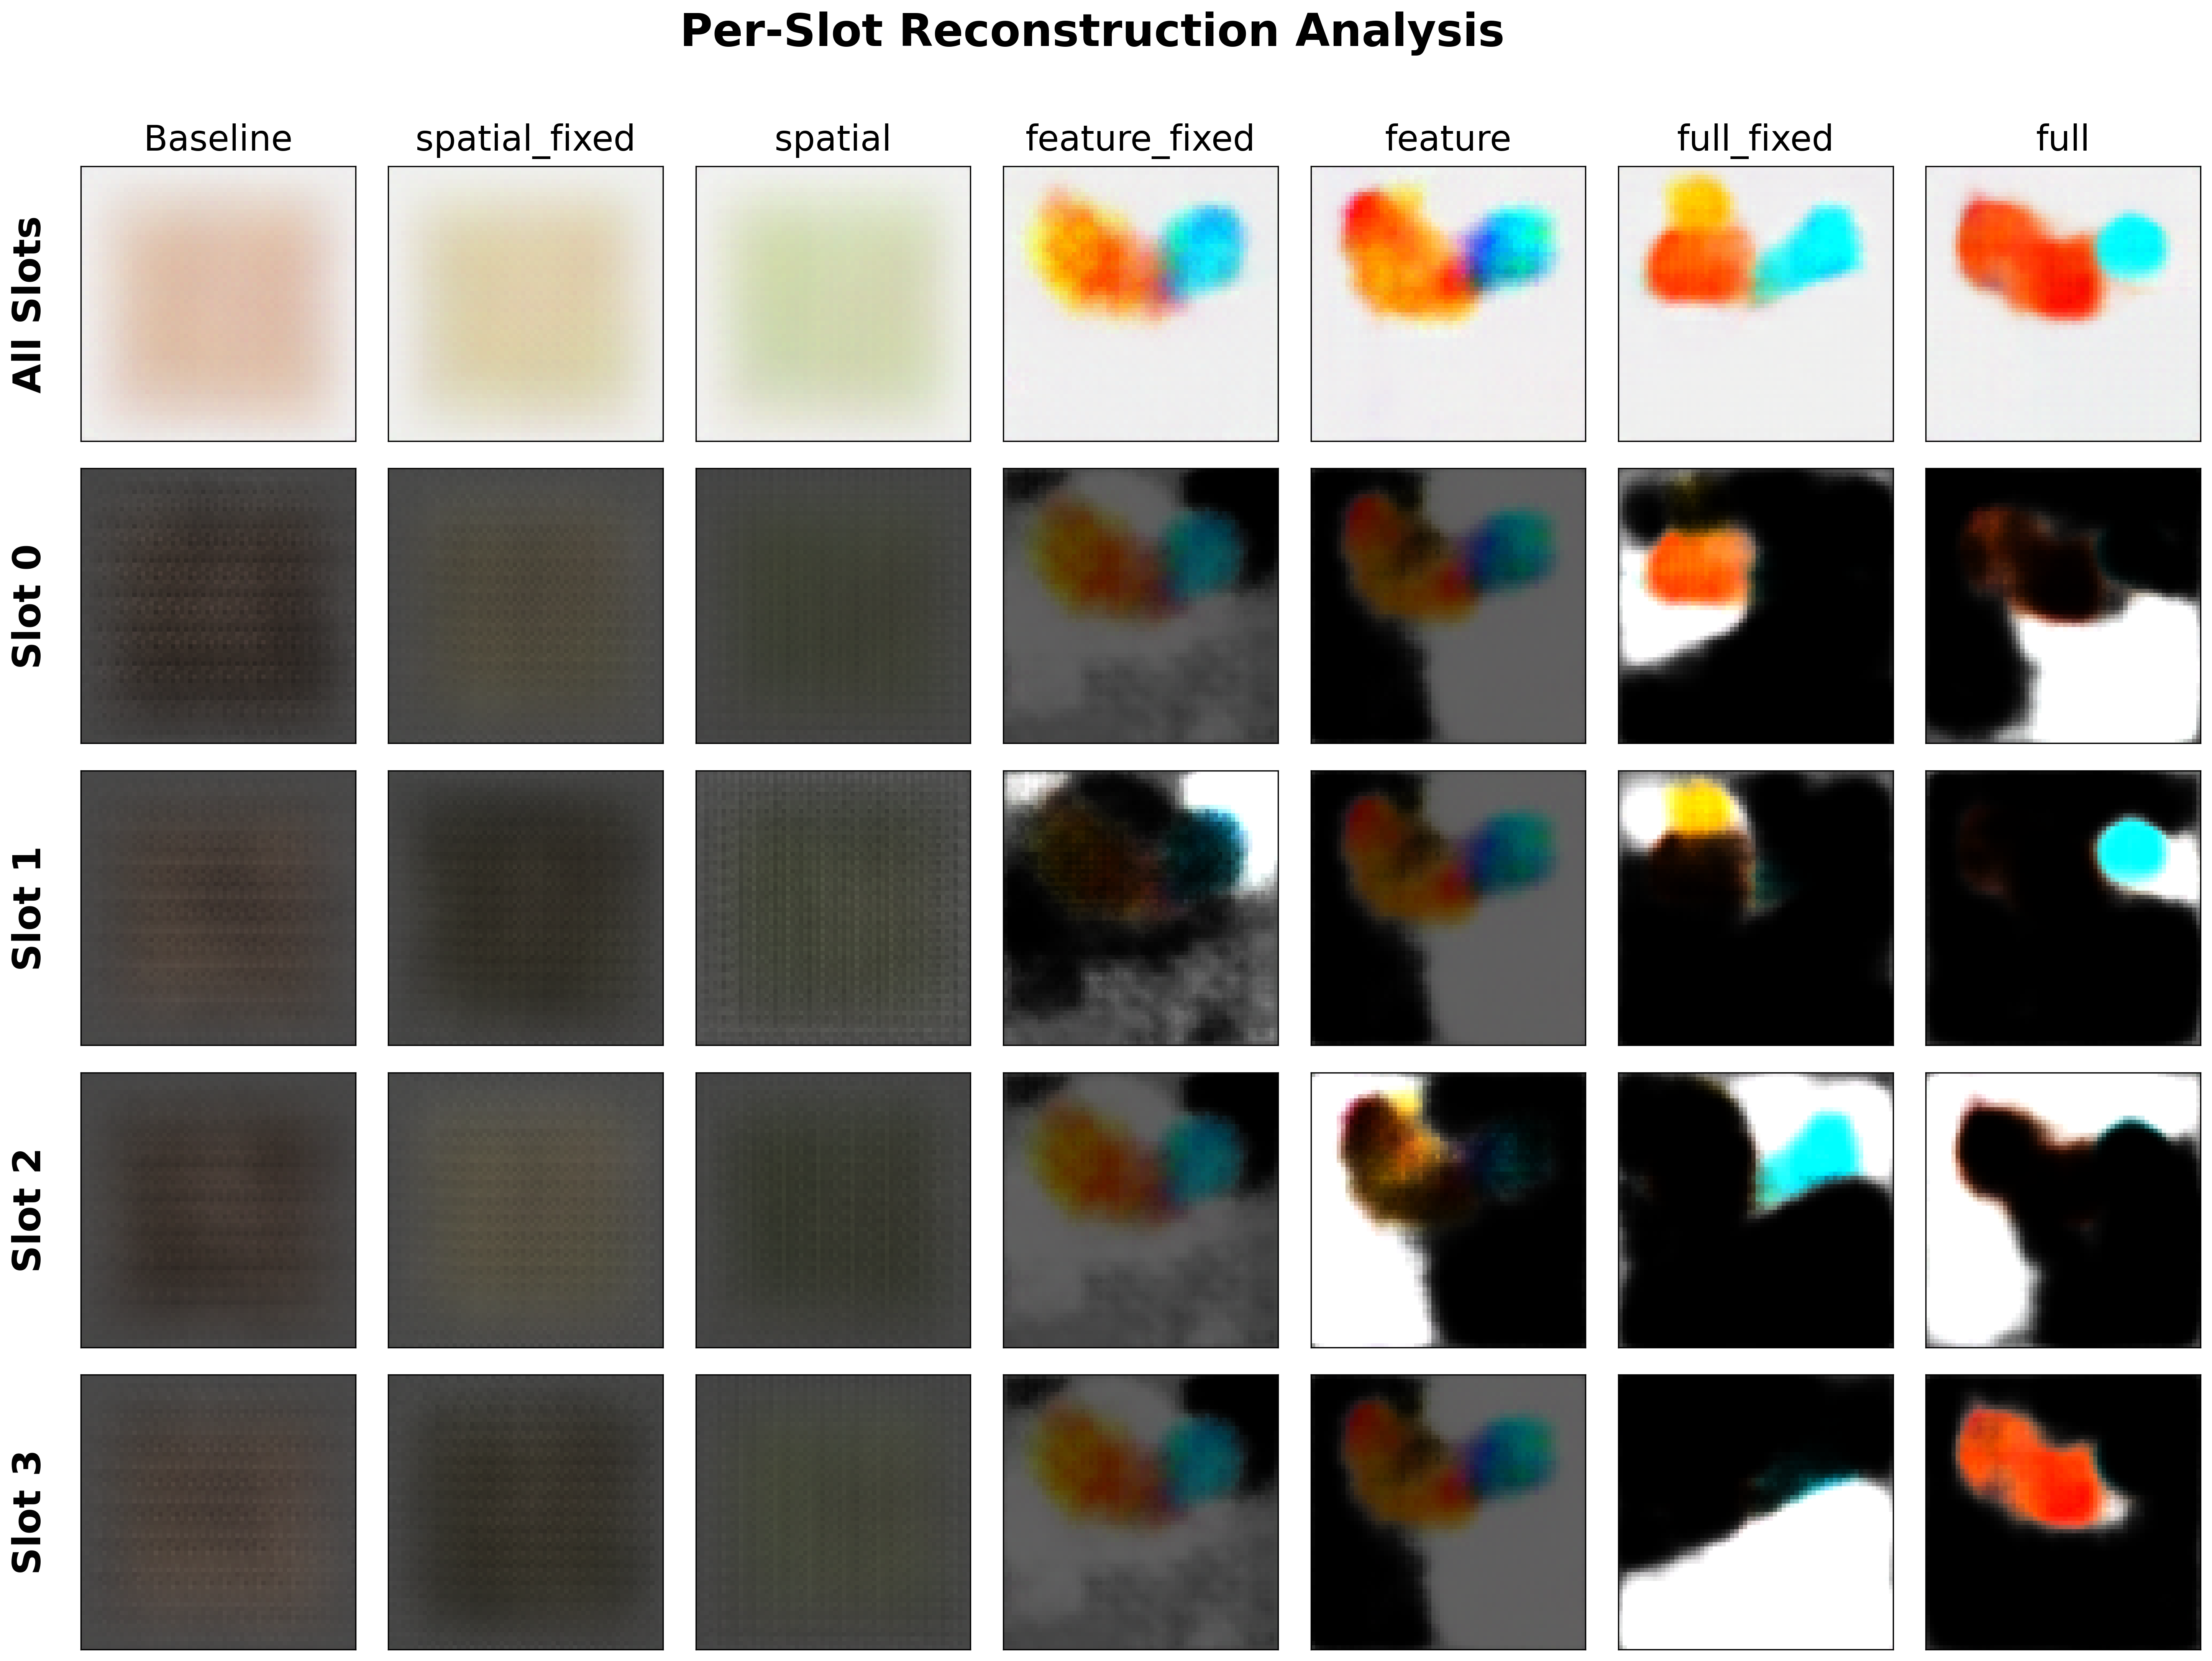 Per-Slot Reconstruction Analysis
Baseline spatial_fixed spatial feature_fixed feature full_fixed full
All Slots
Slot 0
Slot 1
Slot 2
Slot 3